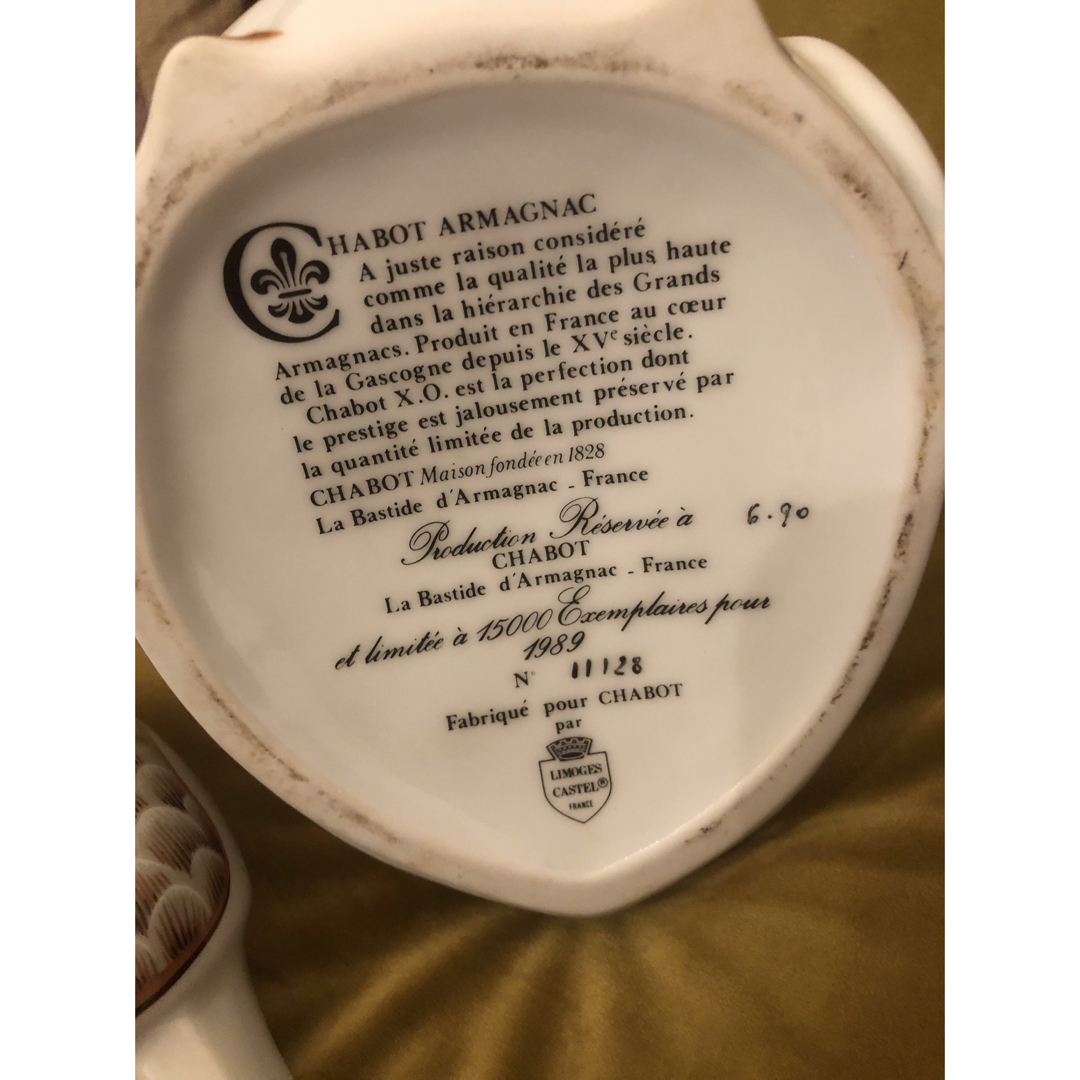 CHABOT ARMAGNAC
A juste raison considéré
comme la qualité la plus haute
dans la hiérarchie des Grands
Armagnacs. Produit en France au cœur
de la Gascogne depuis le XVe siècle.
Chabot X.O. est la perfection dont
le prestige est jalousement préservé par
la quantité limitée de la production.
CHABOT Maison fondée en 1828
La Bastide d'Armagnac - France
Production Réservée à 6.90
CHABOT
La Bastide d'Armagnac - France
et limitée à 15000 Exemplaires pour
1989
N° 11128
Fabriqué pour CHABOT
par
LIMOGES
CASTEL®
FRANCE